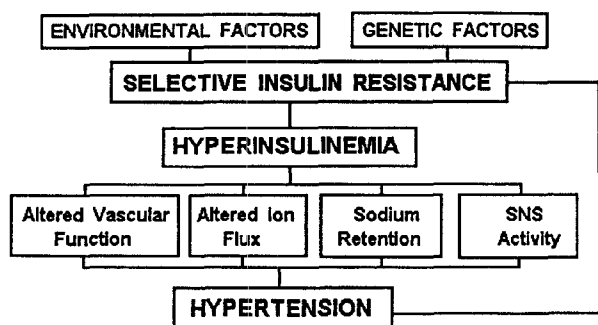 ENVIRONMENTAL FACTORS
GENETIC FACTORS
SELECTIVE INSULIN RESISTANCE
HYPERINSULINEMIA
Altered Vascular
Function
Altered Ion
Flux
Sodium
Retention
SNS
Activity
HYPERTENSION